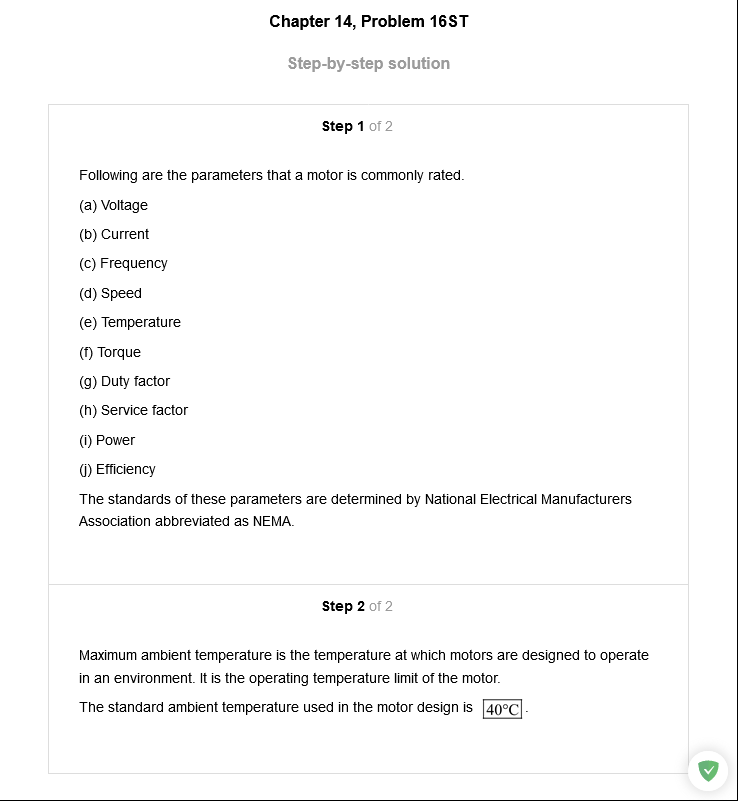 Chapter 14, Problem 16ST
Step-by-step solution
Step 1 of 2
Following are the parameters that a motor is commonly rated.
(a) Voltage
(b) Current
(c) Frequency
(d) Speed
(e) Temperature
(f) Torque
(g) Duty factor
(h) Service factor
(i) Power
(j) Efficiency
The standards of these parameters are determined by National Electrical Manufacturers
Association abbreviated as NEMA.
Step 2 of 2
Maximum ambient temperature is the temperature at which motors are designed to operate
in an environment. It is the operating temperature limit of the motor.
The standard ambient temperature used in the motor design is 40°C.